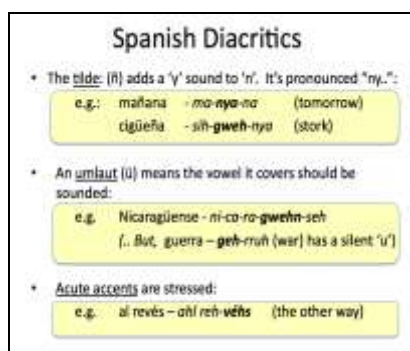 Spanish Diacritics
• The tilde: (ñ) adds a 'y' sound to 'n'. It's pronounced "ny..":
e.g.: mañana - ma-nya-na (tomorrow)
cigüeña - sih-gweh-nya (stork)
• An umlaut (ü) means the vowel it covers should be
sounded:
e.g. Nicaragüense - ni-ca-ra-gwehn-seh
(.. But, guerra – geh-rruh (war) has a silent 'u')
• Acute accents are stressed:
e.g. al revés – ahl reh-véhs (the other way)